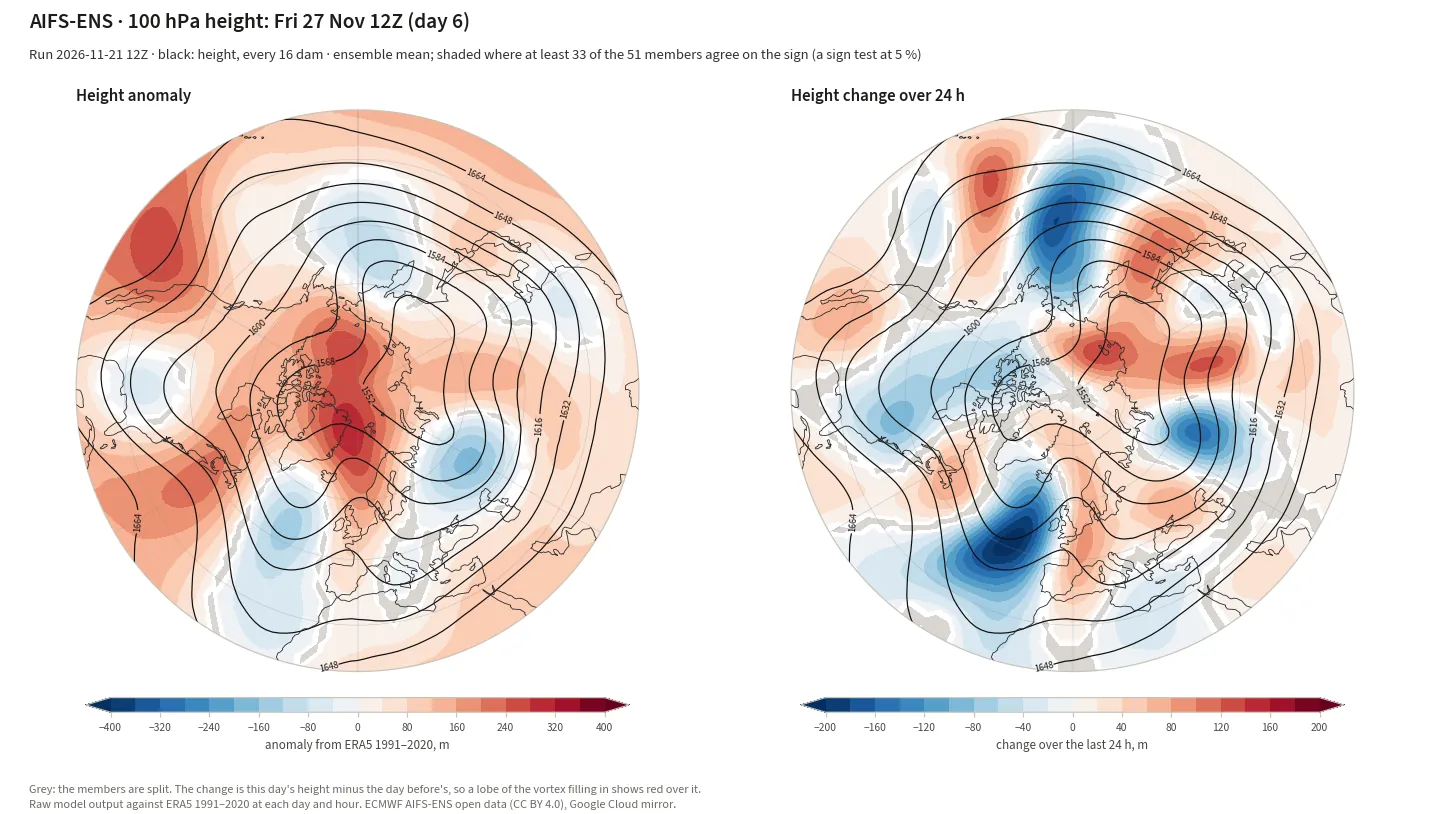 AIFS-ENS · 100 hPa height: Fri 27 Nov 12Z (day 6)
Run 2026-11-21 12Z · black: height, every 16 dam · ensemble mean; shaded where at least 33 of the 51 members agree on the sign (a sign test at 5 %)
Height anomaly
Height change over 24 h
1664
1648
1584
1600
1568
1552
1632
1616
1664
1648
1664
1648
1584
1600
1568
1552
1632
1616
1664
1648
−400 −320 −240 −160 −80 0 80 160 240 320 400
anomaly from ERA5 1991–2020, m
−200 −160 −120 −80 −40 0 40 80 120 160 200
change over the last 24 h, m
Grey: the members are split. The change is this day's height minus the day before's, so a lobe of the vortex filling in shows red over it.
Raw model output against ERA5 1991–2020 at each day and hour. ECMWF AIFS-ENS open data (CC BY 4.0), Google Cloud mirror.